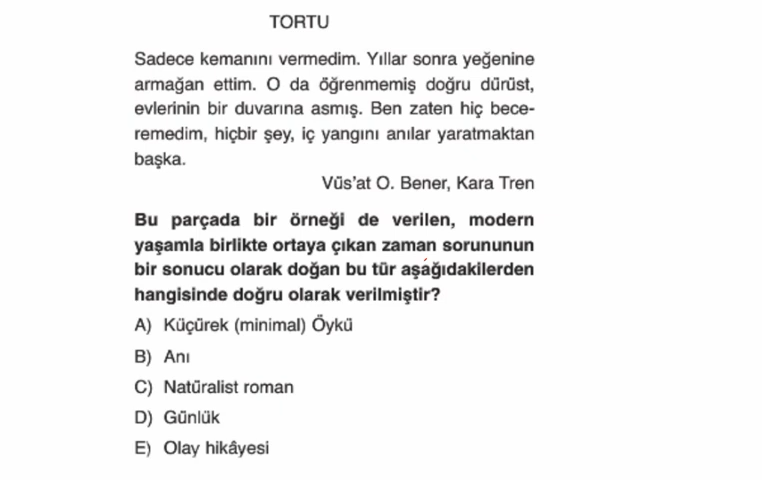 TORTU
Sadece kemanını vermedim. Yıllar sonra yeğenine
armağan ettim. O da öğrenmemiş doğru dürüst,
evlerinin bir duvarına asmış. Ben zaten hiç bece-
remedim, hiçbir şey, iç yangını anılar yaratmaktan
başka.
Vüs'at O. Bener, Kara Tren
Bu parçada bir örneği de verilen, modern
yaşamla birlikte ortaya çıkan zaman sorununun
bir sonucu olarak doğan bu tür aşağıdakilerden
hangisinde doğru olarak verilmiştir?
A) Küçürek (minimal) Öykü
B) Anı
C) Natüralist roman
D) Günlük
E) Olay hikâyesi